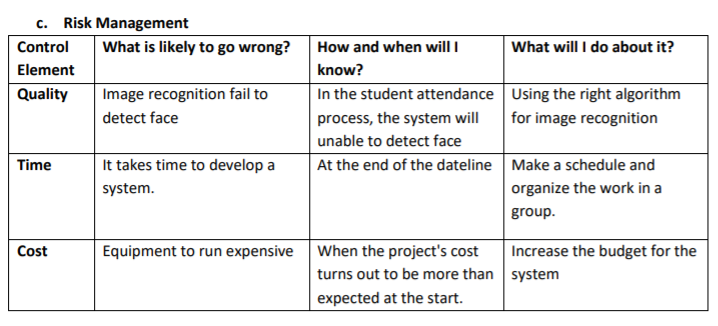 c. Risk Management
Control
Element
What is likely to go wrong?
How and when will I
know?
What will I do about it?
Quality
Image recognition fail to
detect face
In the student attendance
process, the system will
unable to detect face
Using the right algorithm
for image recognition
Time
It takes time to develop a
system.
At the end of the dateline
Make a schedule and
organize the work in a
group.
Cost
Equipment to run expensive
When the project's cost
turns out to be more than
expected at the start.
Increase the budget for the
system